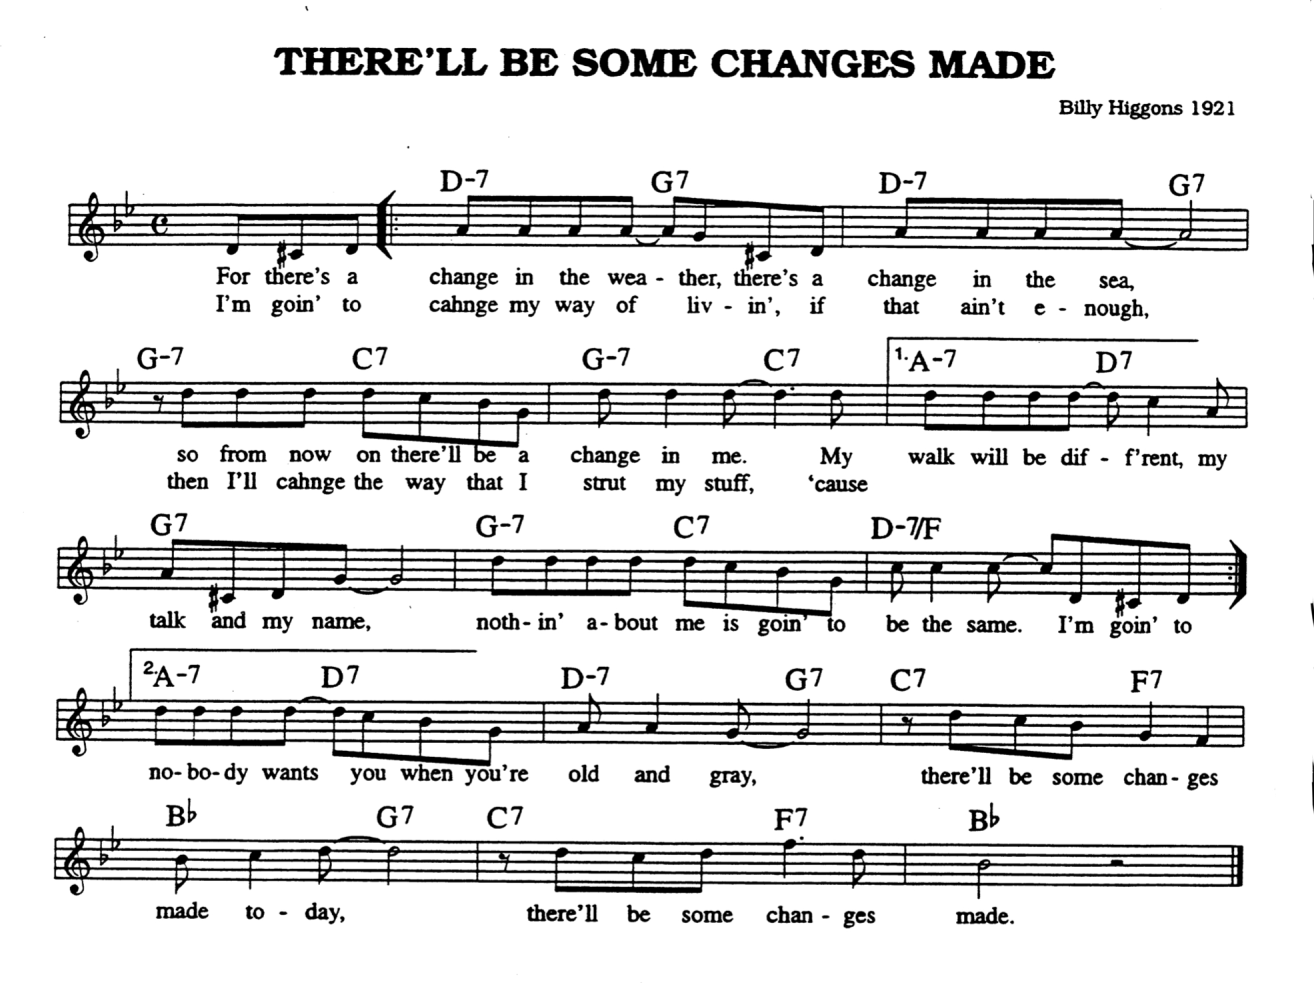 THERE'LL BE SOME CHANGES MADE
Billy Higgons 1921
D-7 G7 D-7 G7
For there's a change in the wea - ther, there's a change in the sea,
I'm goin' to cahnge my way of liv - in', if that ain't e - nough,
G-7 C7 G-7 C7 1. A-7 D7
so from now on there'll be a change in me. My walk will be dif - f'rent, my
then I'll cahnge the way that I strut my stuff, 'cause
G7 G-7 C7 D-7/F
talk and my name, noth- in' a- bout me is goin' to be the same. I'm goin' to
2. A-7 D7 D-7 G7 C7 F7
no- bo- dy wants you when you're old and gray, there'll be some chan- ges
B♭ G7 C7 F7 B♭
made to - day, there'll be some chan - ges made.